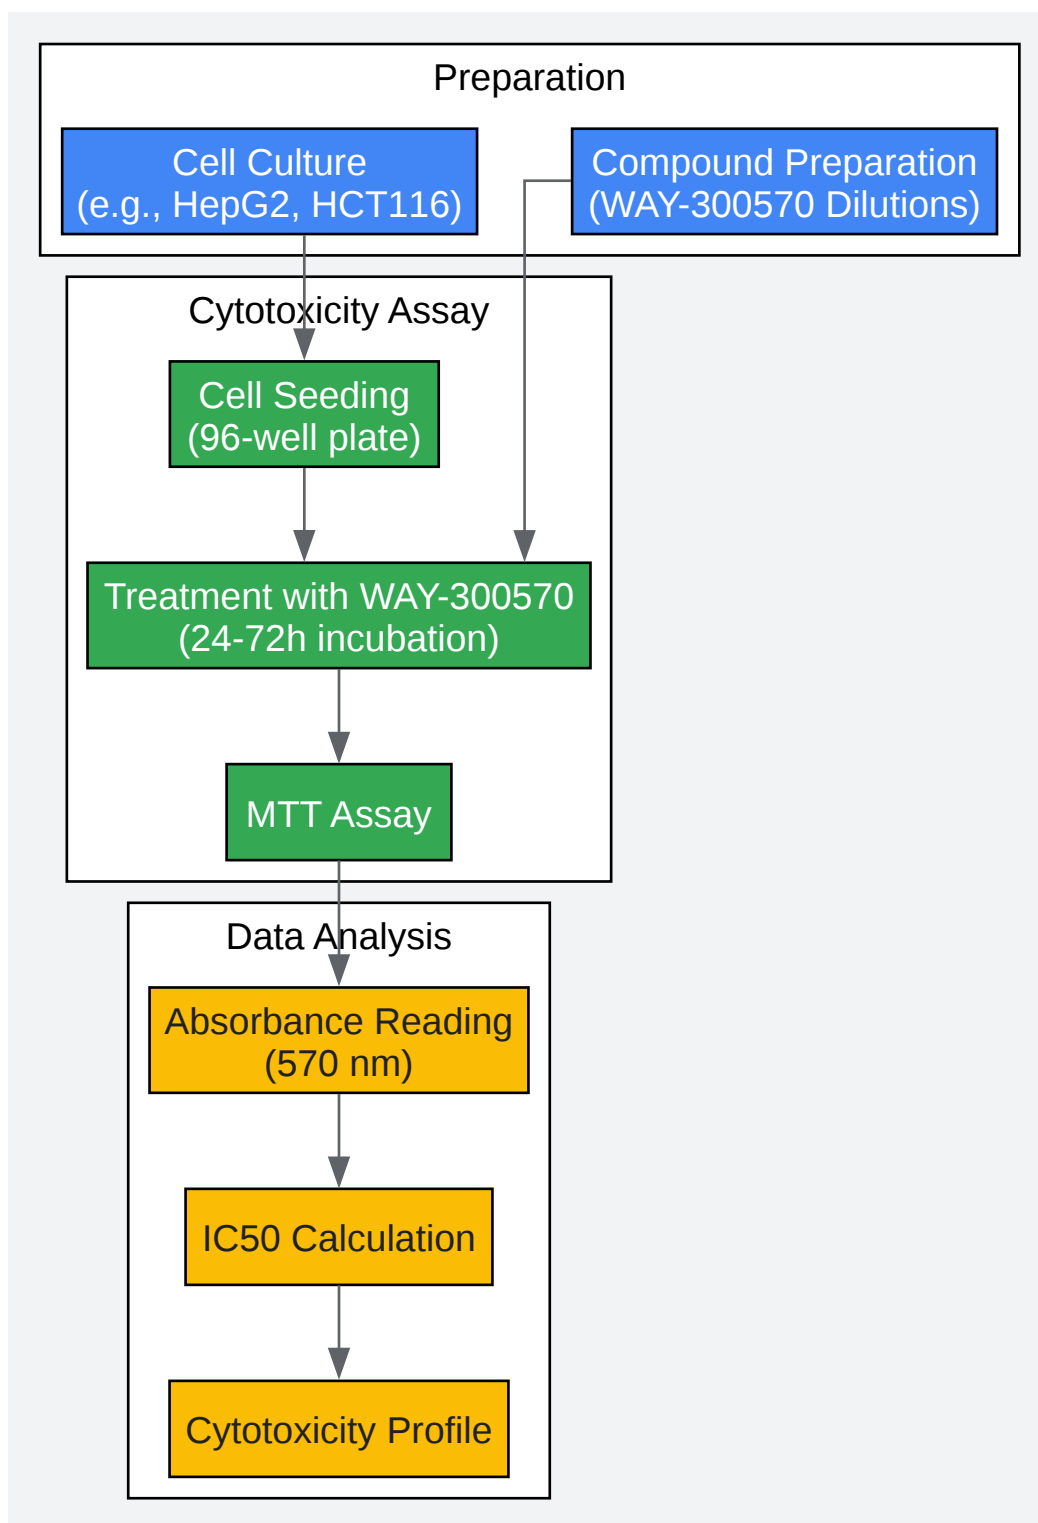 Preparation
Cell Culture
(e.g., HepG2, HCT116)
Compound Preparation
(WAY-300570 Dilutions)
Cytotoxicity Assay
Cell Seeding
(96-well plate)
Treatment with WAY-300570
(24-72h incubation)
MTT Assay
Data Analysis
Absorbance Reading
(570 nm)
IC50 Calculation
Cytotoxicity Profile